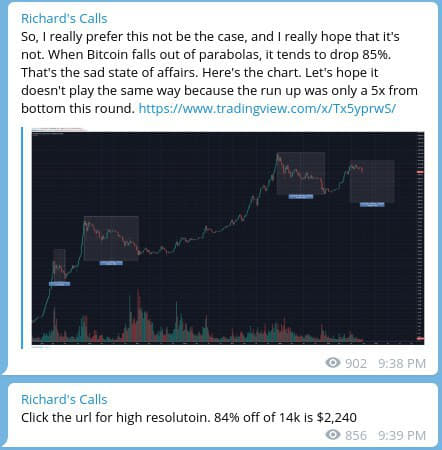 Richard's Calls
So, I really prefer this not be the case, and I really hope that it's
not. When Bitcoin falls out of parabolas, it tends to drop 85%.
That's the sad state of affairs. Here's the chart. Let's hope it
doesn't play the same way because the run up was only a 5x from
bottom this round. https://www.tradingview.com/x/Tx5yprwS/
902 9:38 PM
Richard's Calls
Click the url for high resolutoin. 84% off of 14k is $2,240
856 9:39 PM